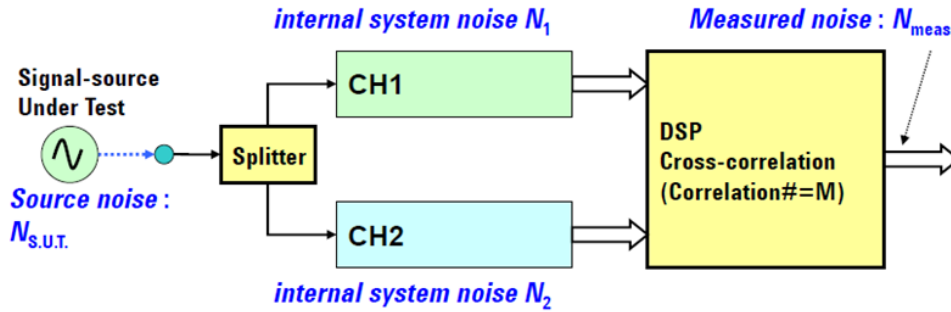 internal system noise N1
Measured noise : Nmeas
Signal-source
Under Test
CH1
Splitter
DSP
Cross-correlation
(Correlation#=M)
Source noise :
NS.U.T.
CH2
internal system noise N2